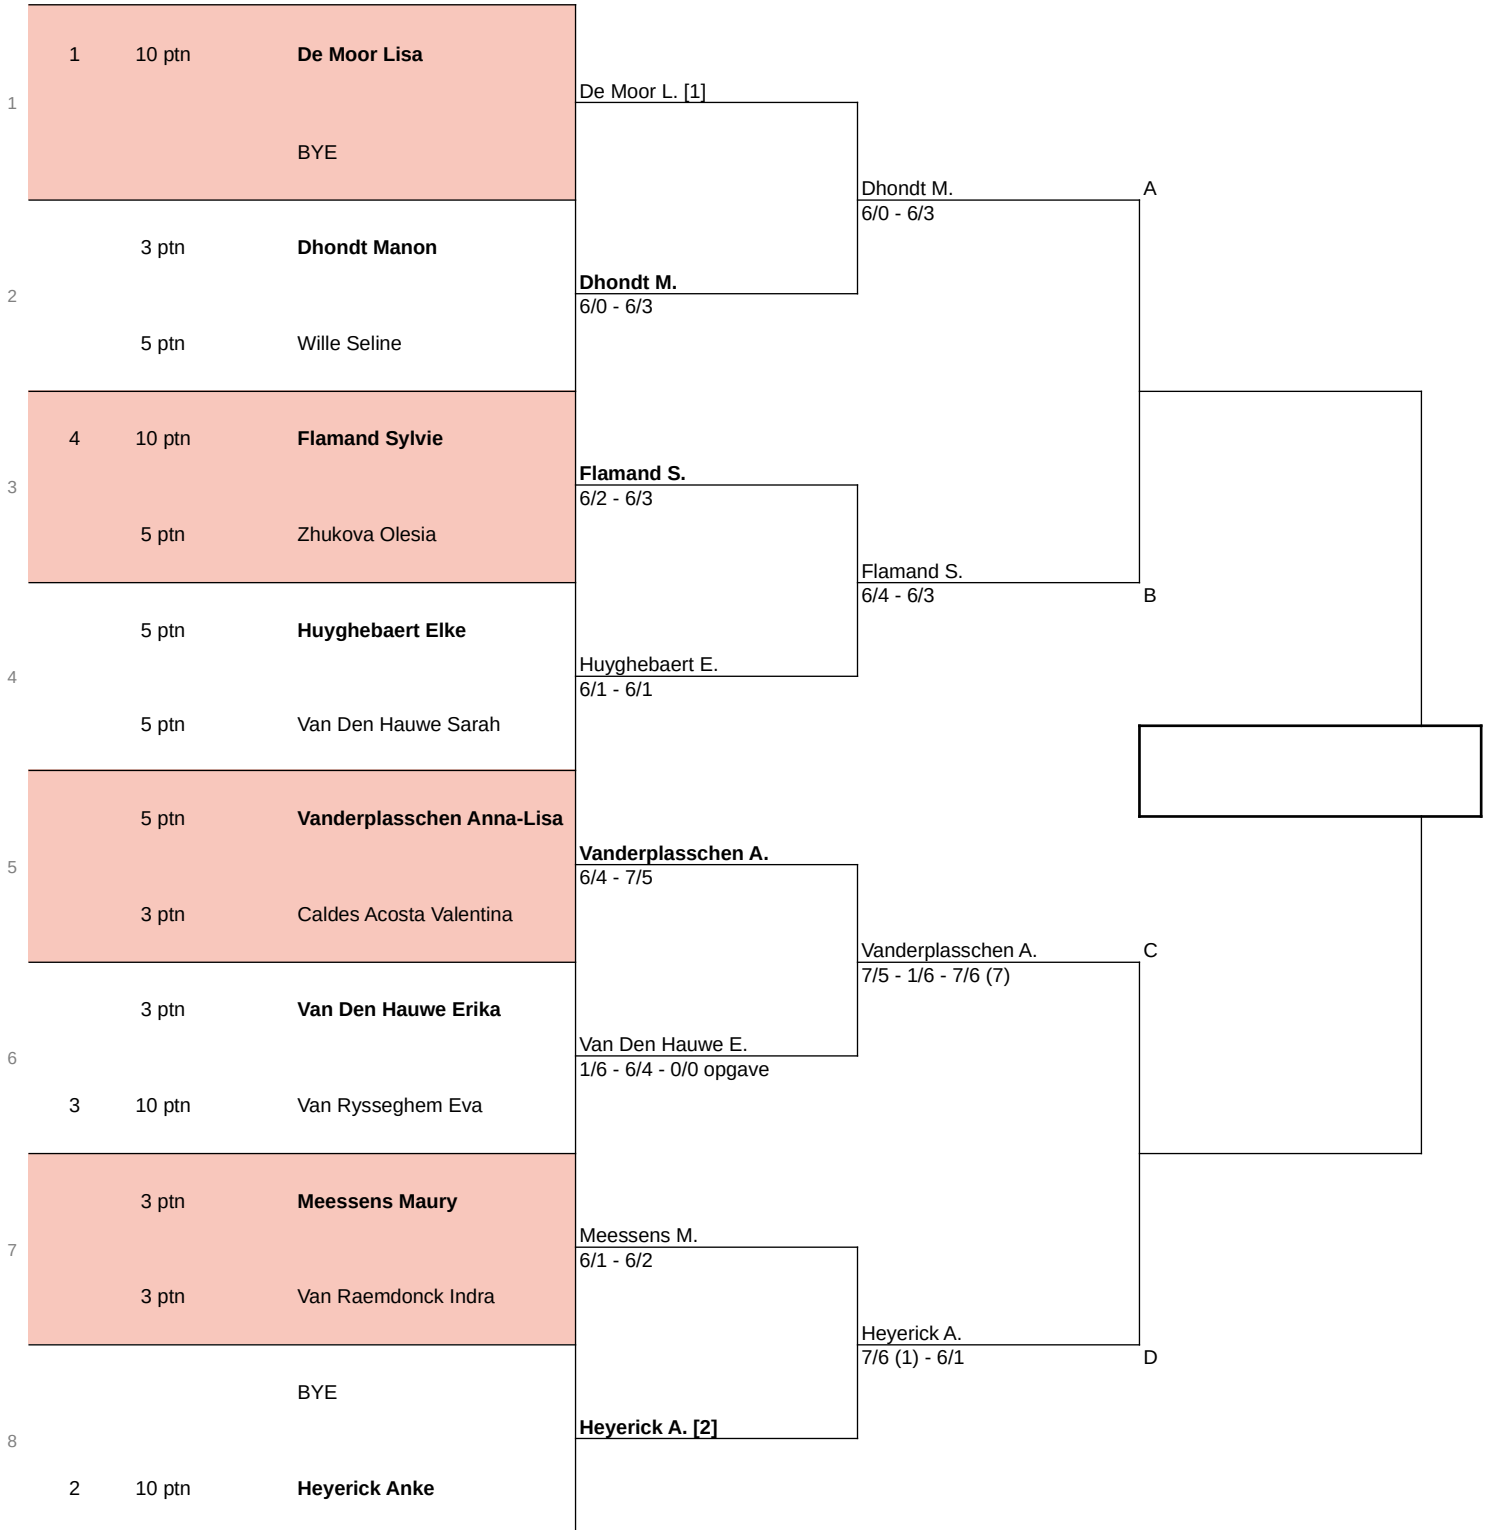 1 10 ptn De Moor Lisa
De Moor L. [1]
1
BYE
Dhondt M. A
6/0 - 6/3
3 ptn Dhondt Manon
Dhondt M.
2
6/0 - 6/3
5 ptn Wille Seline
4 10 ptn Flamand Sylvie
Flamand S.
3
6/2 - 6/3
5 ptn Zhukova Olesia
Flamand S.
6/4 - 6/3 B
5 ptn Huyghebaert Elke
Huyghebaert E.
4
6/1 - 6/1
5 ptn Van Den Hauwe Sarah
5 ptn Vanderplasschen Anna-Lisa
Vanderplasschen A.
5
6/4 - 7/5
3 ptn Caldes Acosta Valentina
Vanderplasschen A. C
7/5 - 1/6 - 7/6 (7)
3 ptn Van Den Hauwe Erika
Van Den Hauwe E.
6
1/6 - 6/4 - 0/0 opgave
3 10 ptn Van Rysseghem Eva
3 ptn Meessens Maury
Meessens M.
7
6/1 - 6/2
3 ptn Van Raemdonck Indra
Heyerick A.
7/6 (1) - 6/1 D
BYE
Heyerick A. [2]
8
2 10 ptn Heyerick Anke